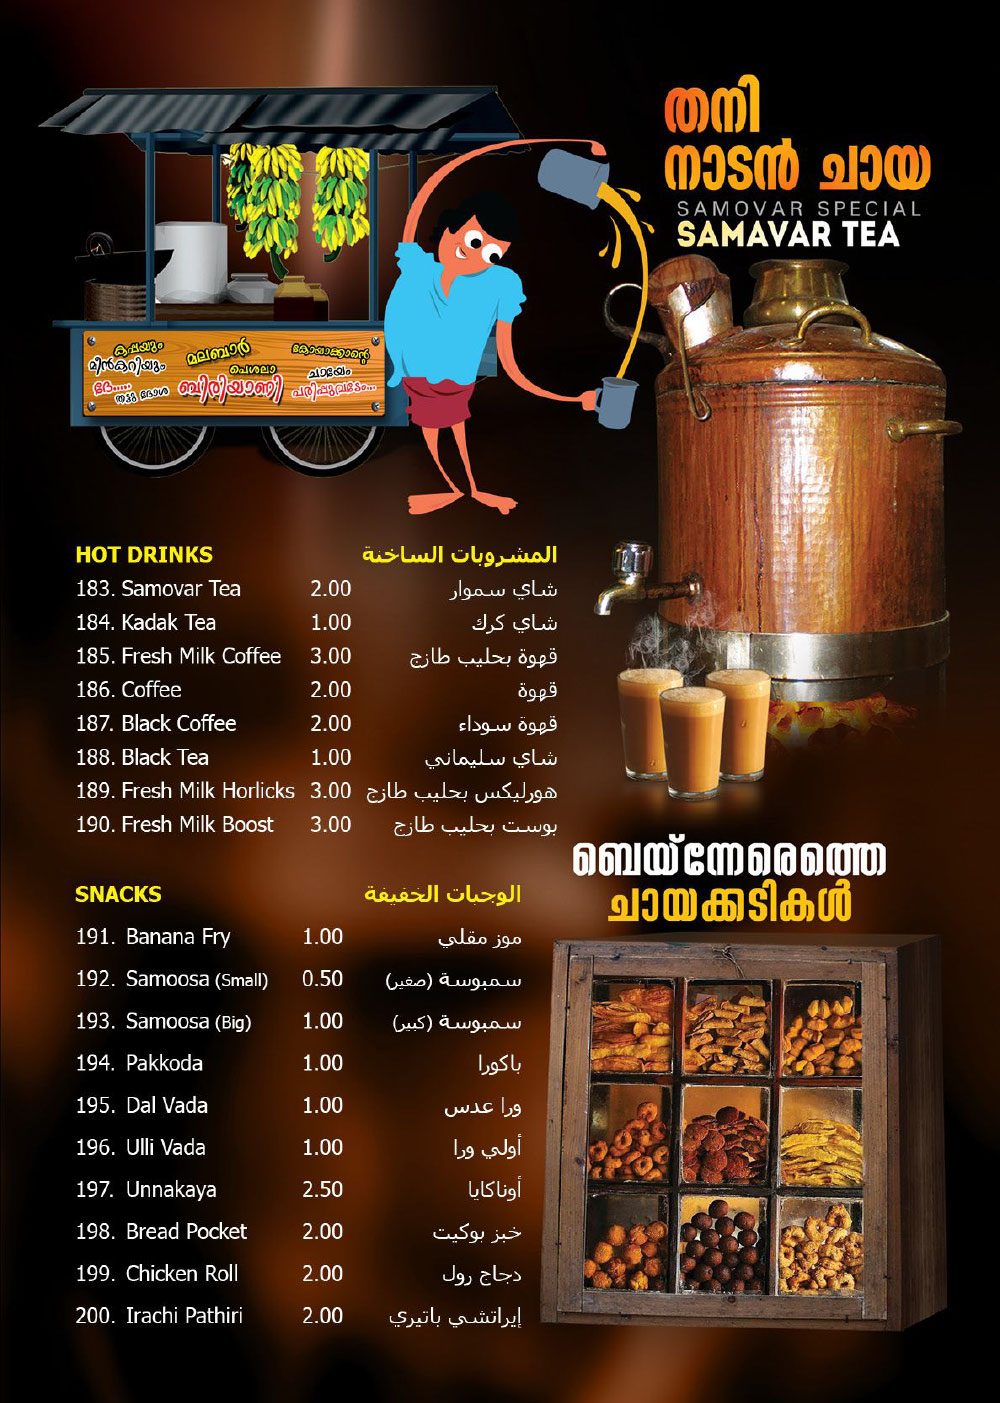 തനി
നാടൻ ചായ
SAMOVAR SPECIAL
SAMAVAR TEA
കപ്പയും
മീൻകറിയും
ദേ.....
തട്ടു ദോശ
മലബാർ
പെശലാ
ബിരിയാണി
കോയാക്കാന്റെ
ചായേം
പരിപ്പുവടേം...
HOT DRINKS المشروبات الساخنة
183. Samovar Tea 2.00 شاي سموار
184. Kadak Tea 1.00 شاي كرك
185. Fresh Milk Coffee 3.00 قهوة بحليب طازج
186. Coffee 2.00 قهوة
187. Black Coffee 2.00 قهوة سوداء
188. Black Tea 1.00 شاي سليماني
189. Fresh Milk Horlicks 3.00 هورليكس بحليب طازج
190. Fresh Milk Boost 3.00 بوست بحليب طازج
ബെയ്ന്നേരെത്തെ
ചായക്കടികൾ
SNACKS الوجبات الخفيفة
191. Banana Fry 1.00 موز مقلي
192. Samoosa (Small) 0.50 سمبوسة (صغير)
193. Samoosa (Big) 1.00 سمبوسة (كبير)
194. Pakkoda 1.00 باكورا
195. Dal Vada 1.00 ورا عدس
196. Ulli Vada 1.00 أولي ورا
197. Unnakaya 2.50 أوناكايا
198. Bread Pocket 2.00 خبز بوكيت
199. Chicken Roll 2.00 دجاج رول
200. Irachi Pathiri 2.00 إيراتشي باتيري